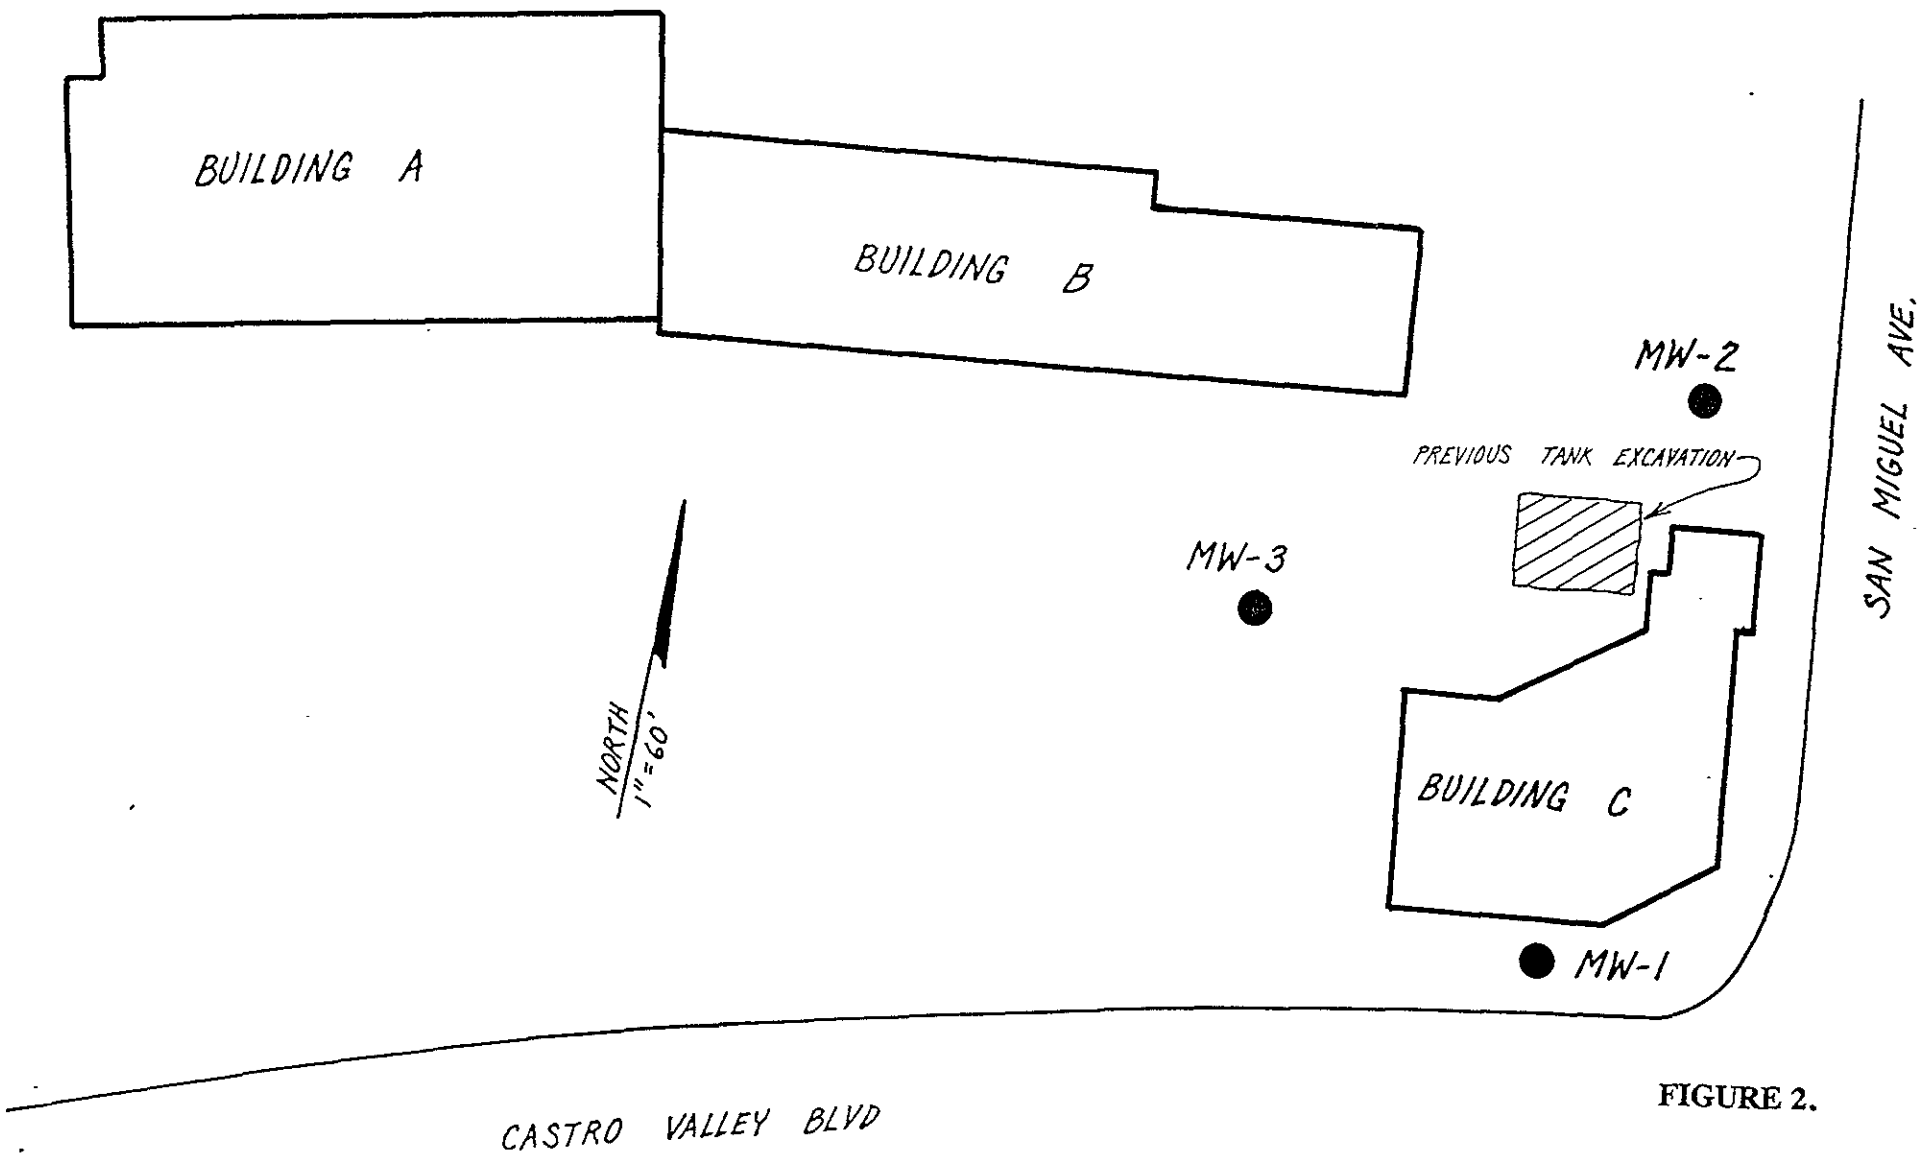 BUILDING A
BUILDING B
MW-2
PREVIOUS TANK EXCAVATION
SAN MIGUEL AVE.
MW-3
NORTH
1" = 60'
BUILDING C
MW-1
FIGURE 2.
CASTRO VALLEY BLVD